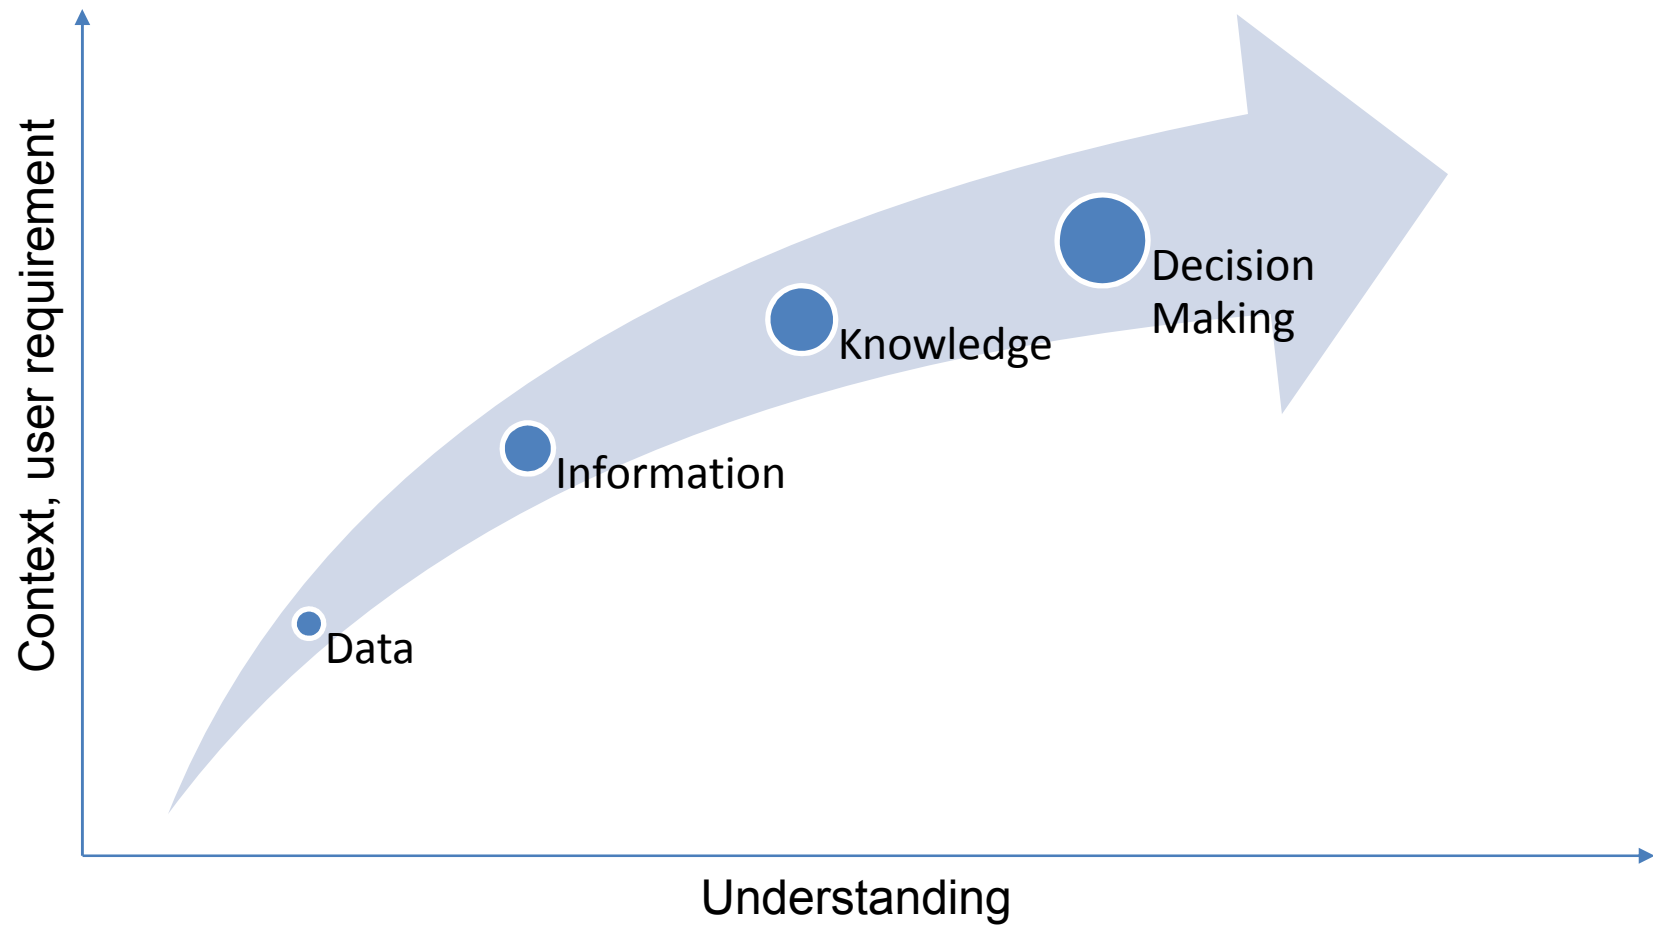 Context, user requirement
Decision
Making
Knowledge
Information
Data
Understanding